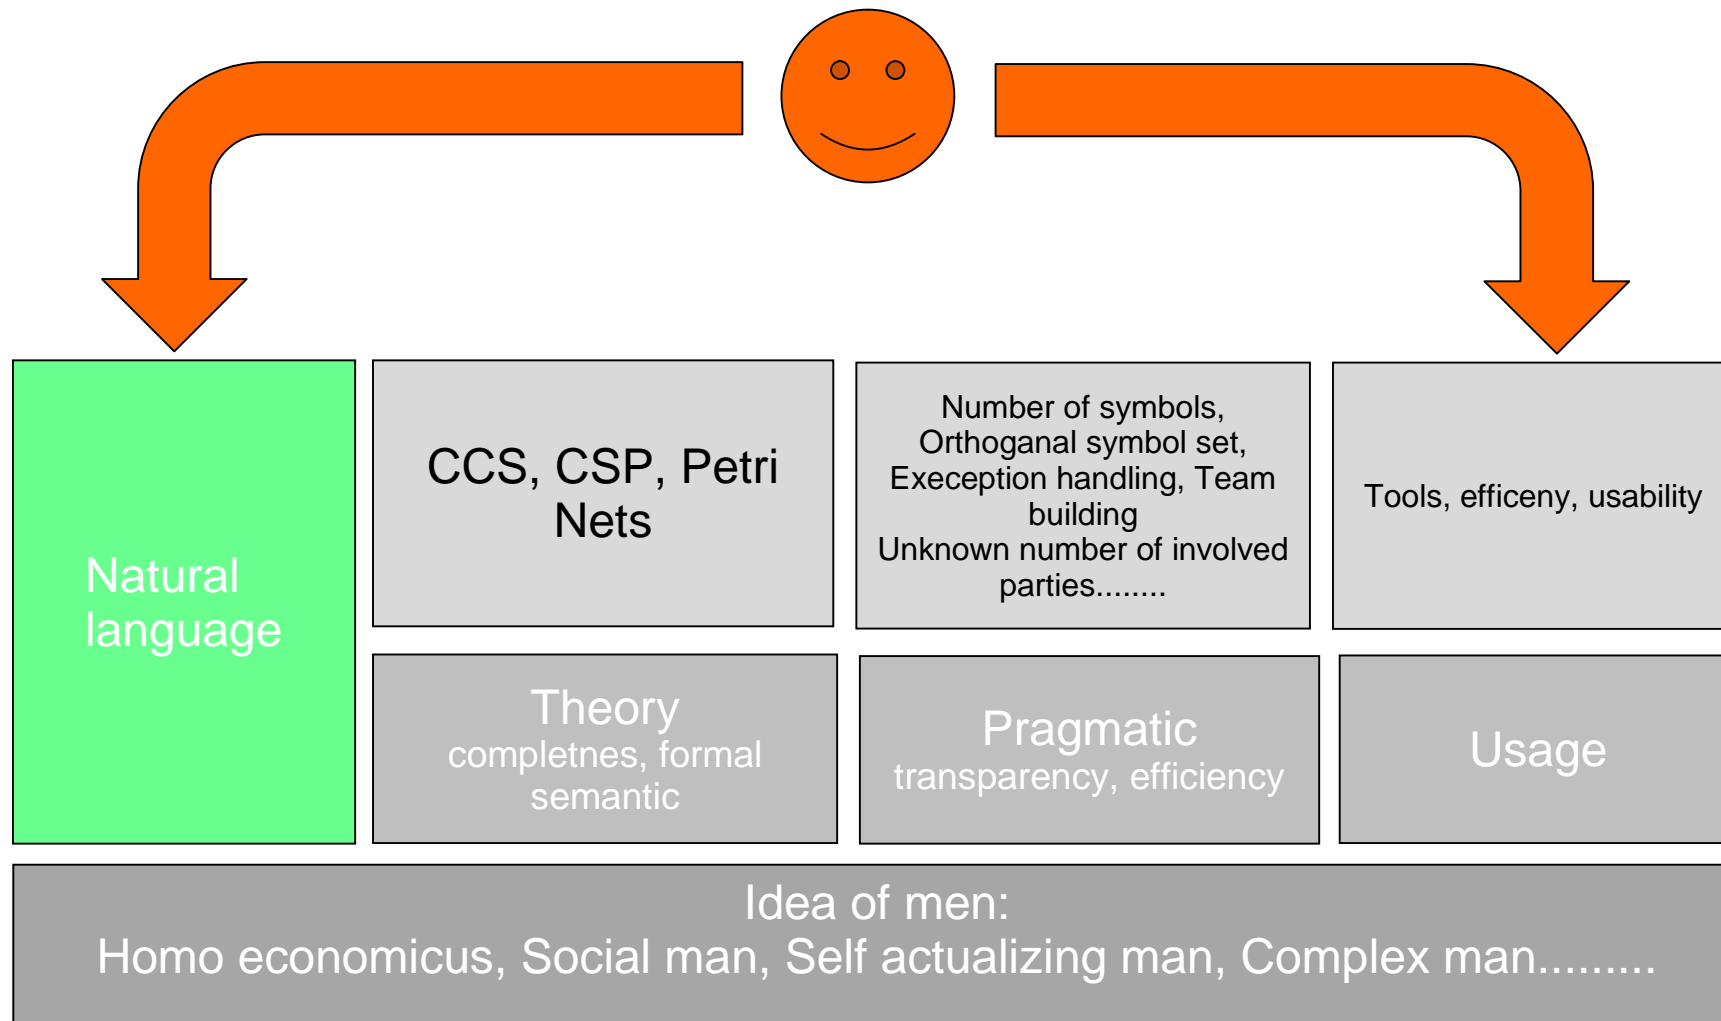 Natural
language
CCS, CSP, Petri
Nets
Number of symbols,
Orthoganal symbol set,
Exeception handling, Team
building
Unknown number of involved
parties........
Tools, efficeny, usability
Theory
completnes, formal
semantic
Pragmatic
transparency, efficiency
Usage
Idea of men:
Homo economicus, Social man, Self actualizing man, Complex man.........